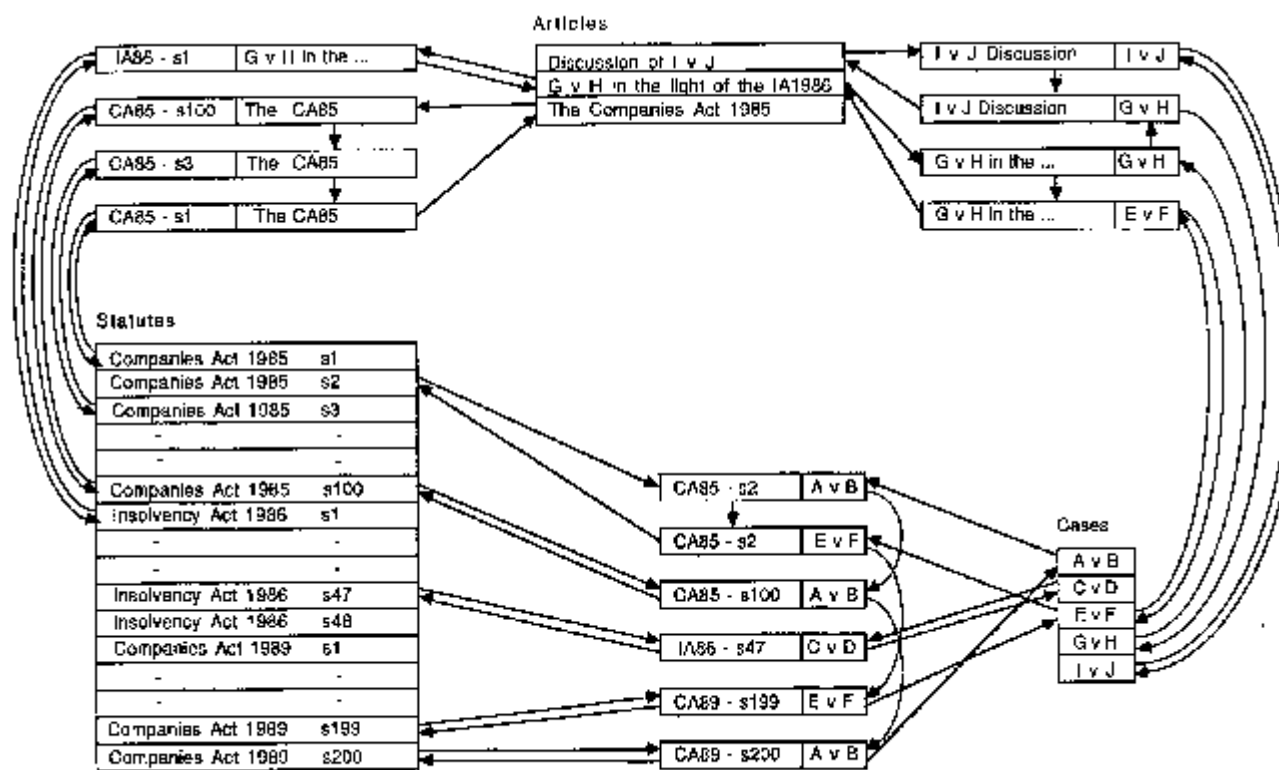 Articles
IA86 - s1 G v H in the ...
CA85 - s100 The CA85
CA85 - s3 The CA85
CA85 - s1 The CA85
Discussion of I v J
G v H in the light of the IA1986
The Companies Act 1985
I v J Discussion I v J
I v J Discussion G v H
G v H in the ... G v H
G v H in the ... E v F
Statutes
Companies Act 1985 s1
Companies Act 1985 s2
Companies Act 1985 s3
- -
- -
Companies Act 1985 s100
Insolvency Act 1986 s1
- -
- -
Insolvency Act 1986 s47
Insolvency Act 1986 s48
Companies Act 1989 s1
- -
- -
Companies Act 1989 s199
Companies Act 1989 s200
CA85 - s2 A v B
CA85 - s2 E v F
CA85 - s100 A v B
IA86 - s47 C v D
CA89 - s199 E v F
CA89 - s200 A v B
Cases
A v B
C v D
E v F
G v H
I v J